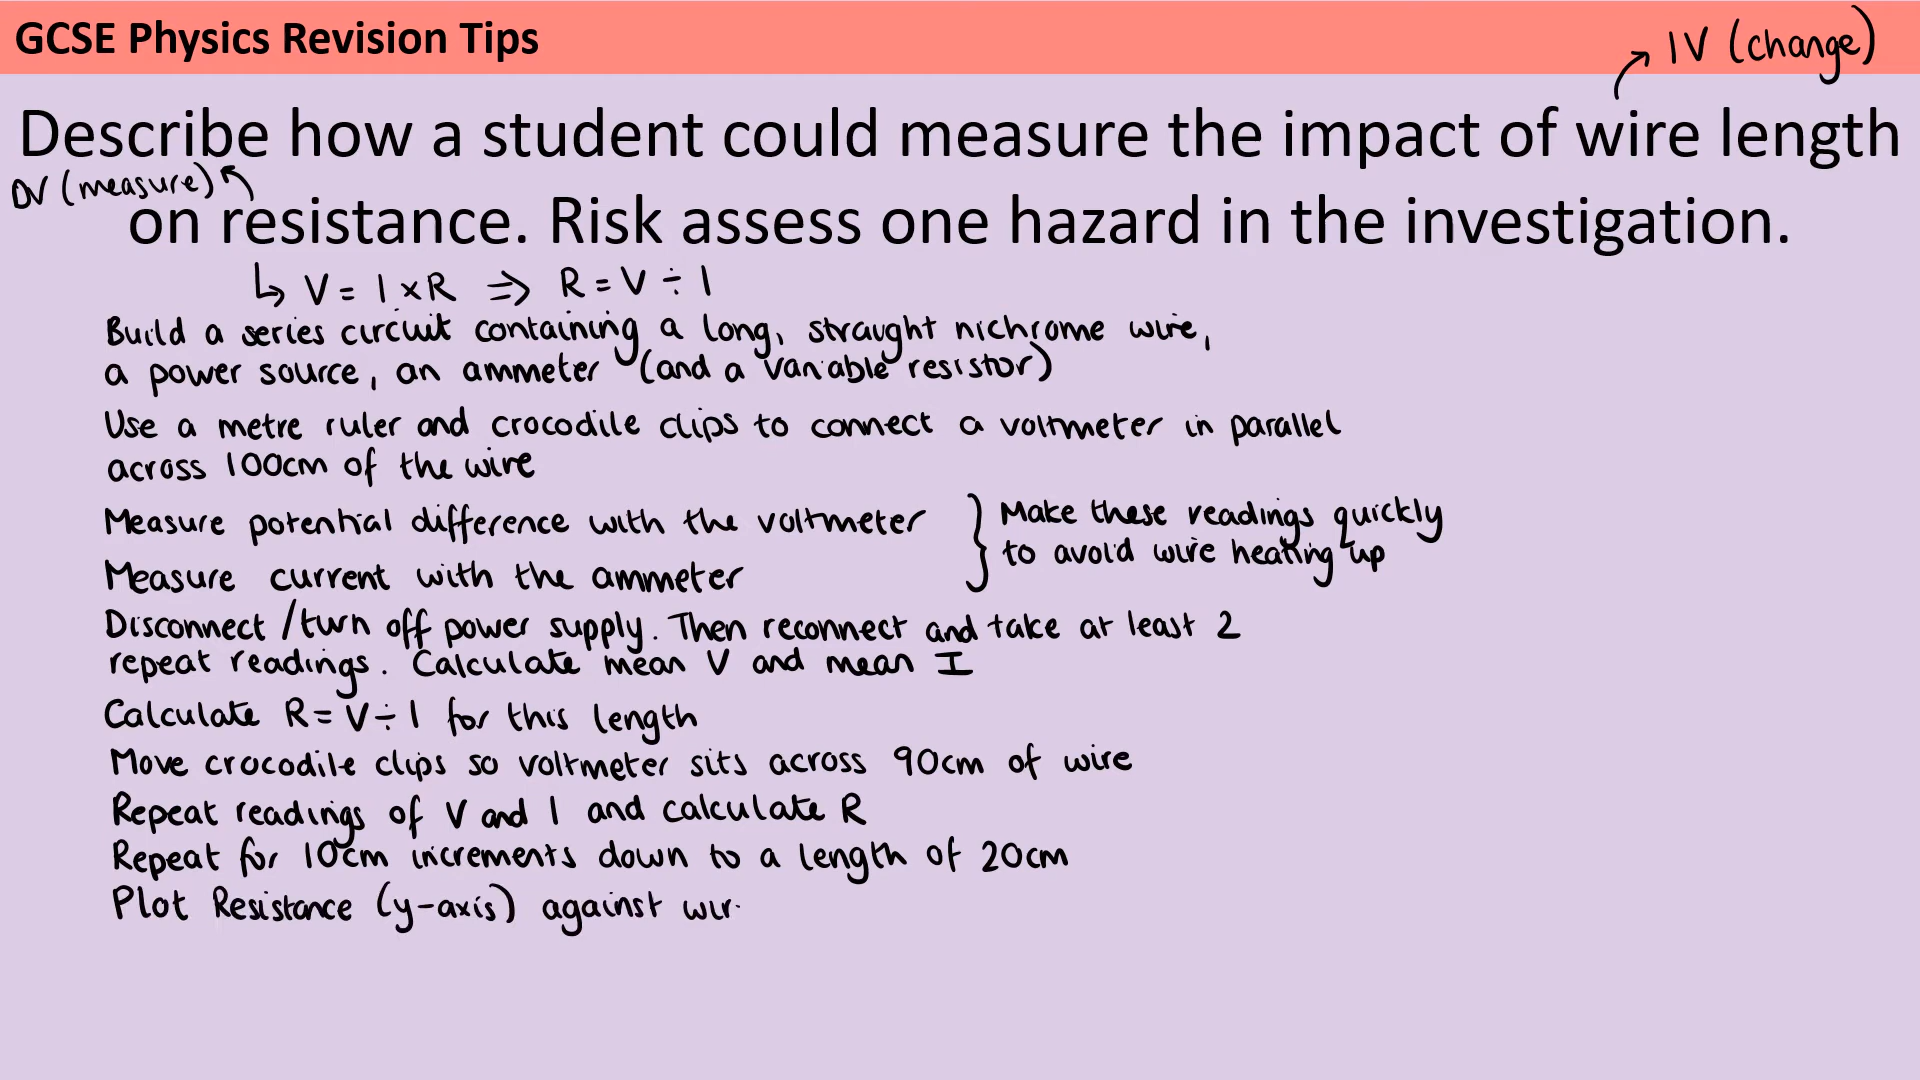 GCSE Physics Revision Tips
IV (change)
Describe how a student could measure the impact of wire length
DV (measure)
on resistance. Risk assess one hazard in the investigation.
V = I × R ⇒ R = V ÷ I
Build a series circuit containing a long, straught nichrome wire,
a power source, an ammeter (and a variable resistor)
Use a metre ruler and crocodile clips to connect a voltmeter in parallel
across 100cm of the wire
Measure potential difference with the voltmeter
Measure current with the ammeter
Make these readings quickly
to avoid wire heating up
Disconnect / turn off power supply. Then reconnect and take at least 2
repeat readings. Calculate mean V and mean I
Calculate R = V ÷ I for this length
Move crocodile clips so voltmeter sits across 90cm of wire
Repeat readings of V and I and calculate R
Repeat for 10cm increments down to a length of 20cm
Plot Resistance (y-axis) against wir